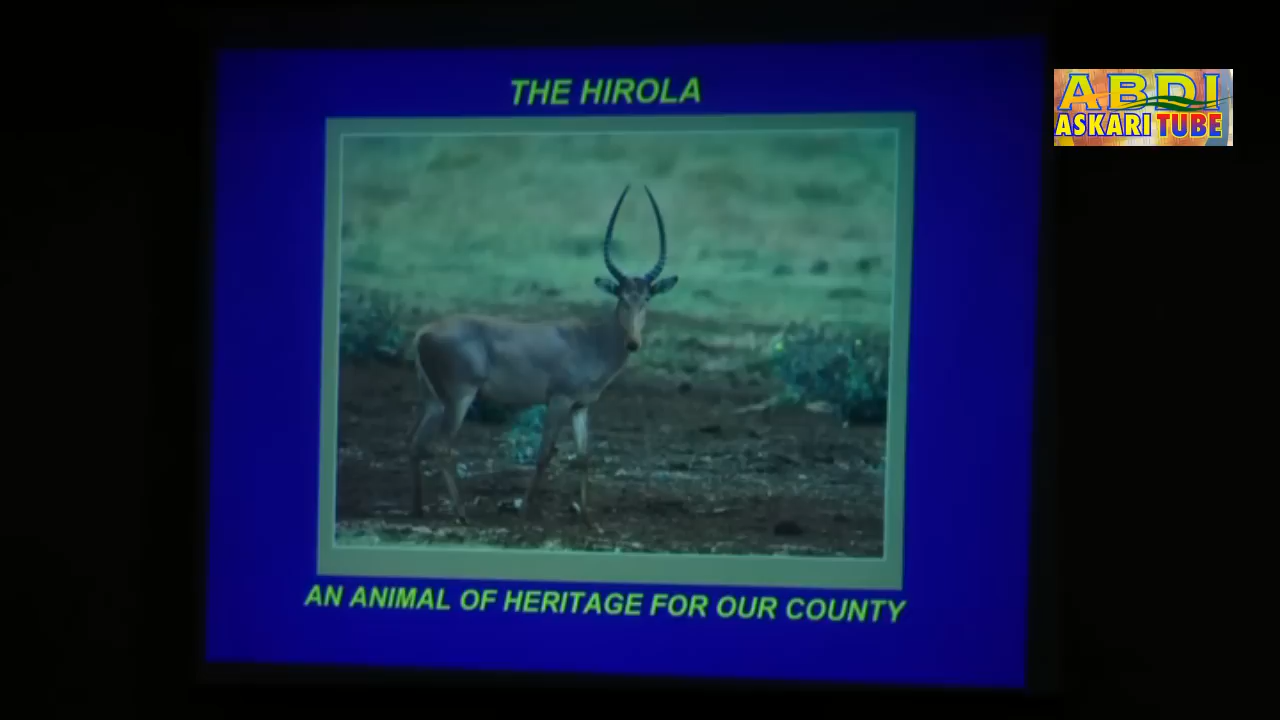 THE HIROLA
ABDI
ASKARI TUBE
AN ANIMAL OF HERITAGE FOR OUR COUNTY